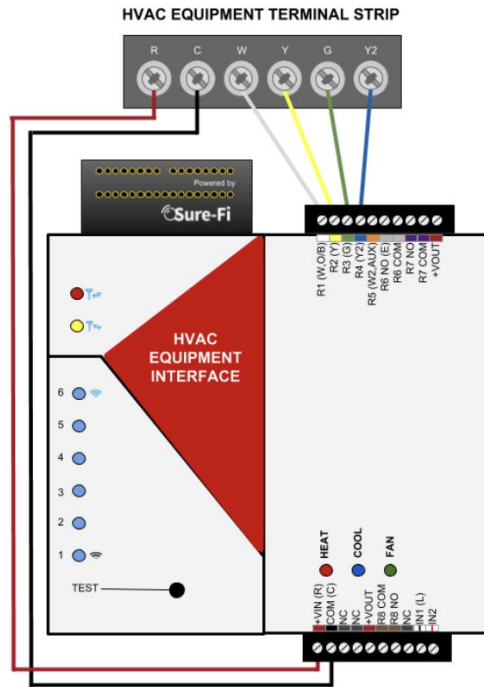 HVAC EQUIPMENT TERMINAL STRIP
R C W Y G Y2
Powered by
Sure-Fi
R1 (W,O/B)
R2 (Y)
R3 (G)
R4 (Y2)
R5 (W2,AUX)
R6 NO (E)
R6 COM
R7 NO
R7 COM
+VOUT
HVAC
EQUIPMENT
INTERFACE
6
5
4
3
2
1
TEST
HEAT
COOL
FAN
+VIN (R)
COM (C)
NC
NC
+VOUT
R8 COM
R8 NO
NC
IN1 (L)
IN2